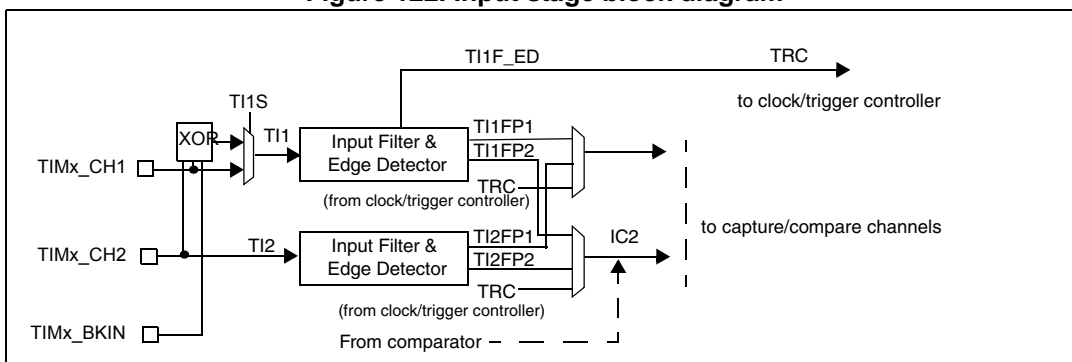 Figure 122. Input stage block diagram
TI1F_ED
TRC
to clock/trigger controller
TI1S
XOR
TI1
Input Filter &
Edge Detector
TI1FP1
TI1FP2
TIMx_CH1
TRC
(from clock/trigger controller)
to capture/compare channels
TIMx_CH2
TI2
Input Filter &
Edge Detector
TI2FP1
TI2FP2
IC2
TRC
(from clock/trigger controller)
TIMx_BKIN
From comparator